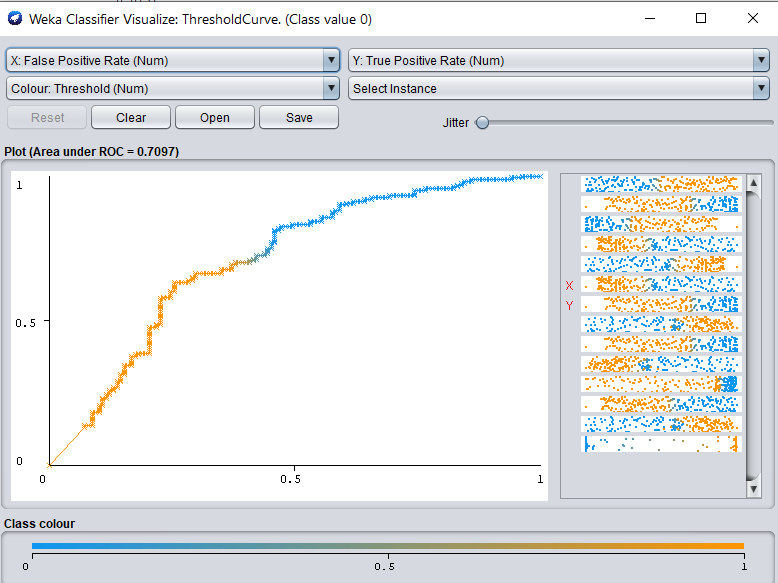 Weka Classifier Visualize: ThresholdCurve. (Class value 0)
X: False Positive Rate (Num) Y: True Positive Rate (Num)
Colour: Threshold (Num) Select Instance
Reset Clear Open Save Jitter
Plot (Area under ROC = 0.7097)
1
X
Y
0.5
0
0 0.5 1
Class colour
0 0.5 1